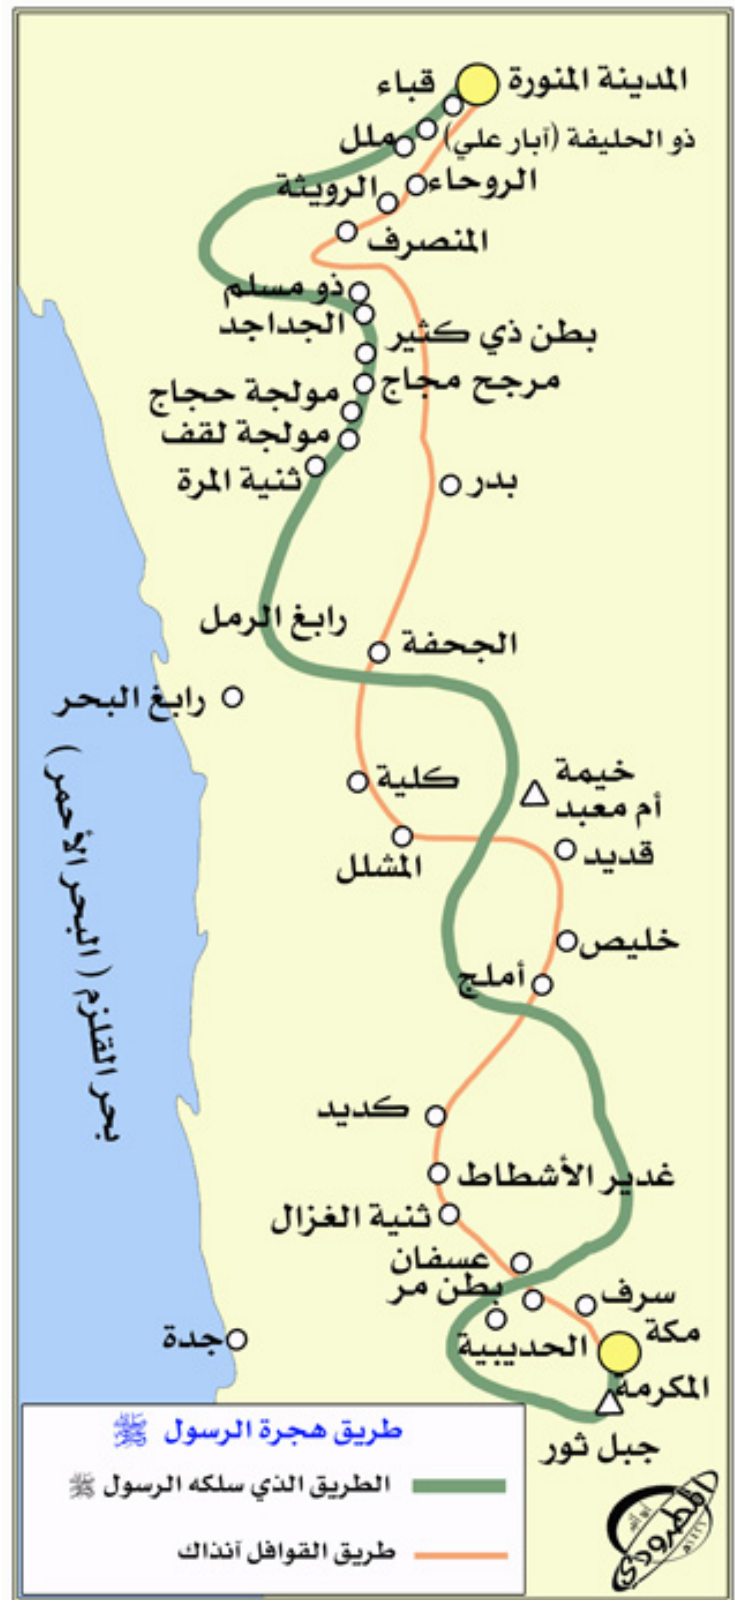 المدينة المنورة
قباء
ذو الحليفة (آبار علي)
ملل
الروحاء
الرويثة
المنصرف
ذو مسلم
الجداجد
بطن ذي كثير
مرجح مجاج
مولجة حجاج
مولجة لقف
ثنية المرة
بدر
رابغ الرمل
الجحفة
رابغ البحر
خيمة
أم معبد
كلية
قديد
المشلل
خليص
أملج
بحر القلزم (البحر الأحمر)
كديد
غدير الأشطاط
ثنية الغزال
عسفان
بطن مر
سرف
مكة
المكرمة
الحديبية
جدة
جبل ثور
طريق هجرة الرسول ﷺ
الطريق الذي سلكه الرسول ﷺ
طريق القوافل آنذاك
المطرودي